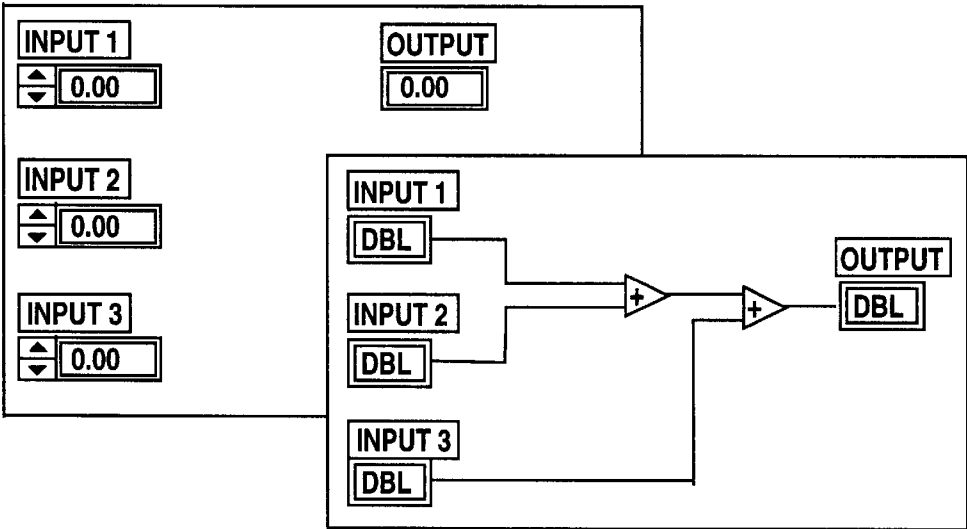 INPUT 1
0.00
OUTPUT
0.00
INPUT 2
0.00
INPUT 3
0.00
INPUT 1
DBL
INPUT 2
DBL
INPUT 3
DBL
+
+
OUTPUT
DBL